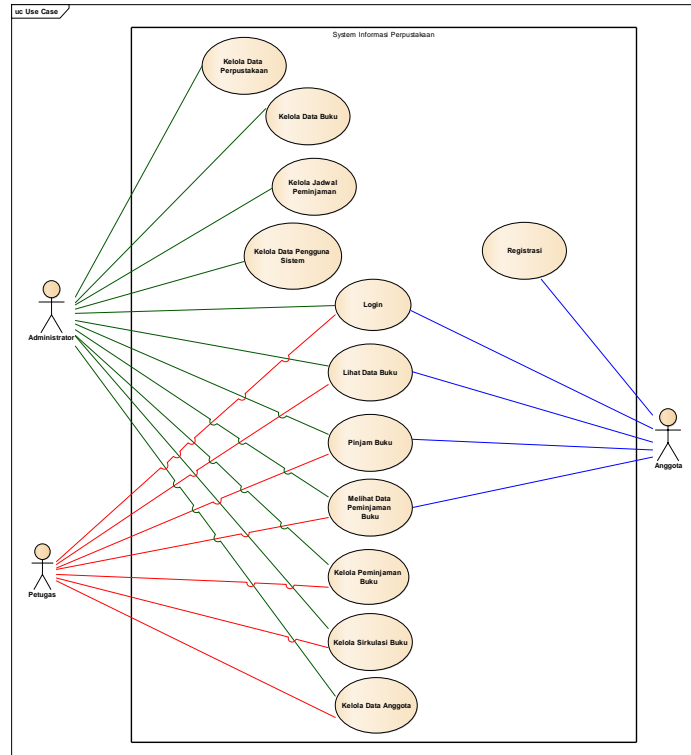 uc Use Case
System Informasi Perpustakaan
Kelola Data
Perpustakaan
Kelola Data Buku
Kelola Jadwal
Peminjaman
Kelola Data Pengguna
Sistem
Registrasi
Login
Administrator
Lihat Data Buku
Pinjam Buku
Anggota
Melihat Data
Peminjaman
Buku
Kelola Peminjaman
Buku
Petugas
Kelola Sirkulasi Buku
Kelola Data Anggota